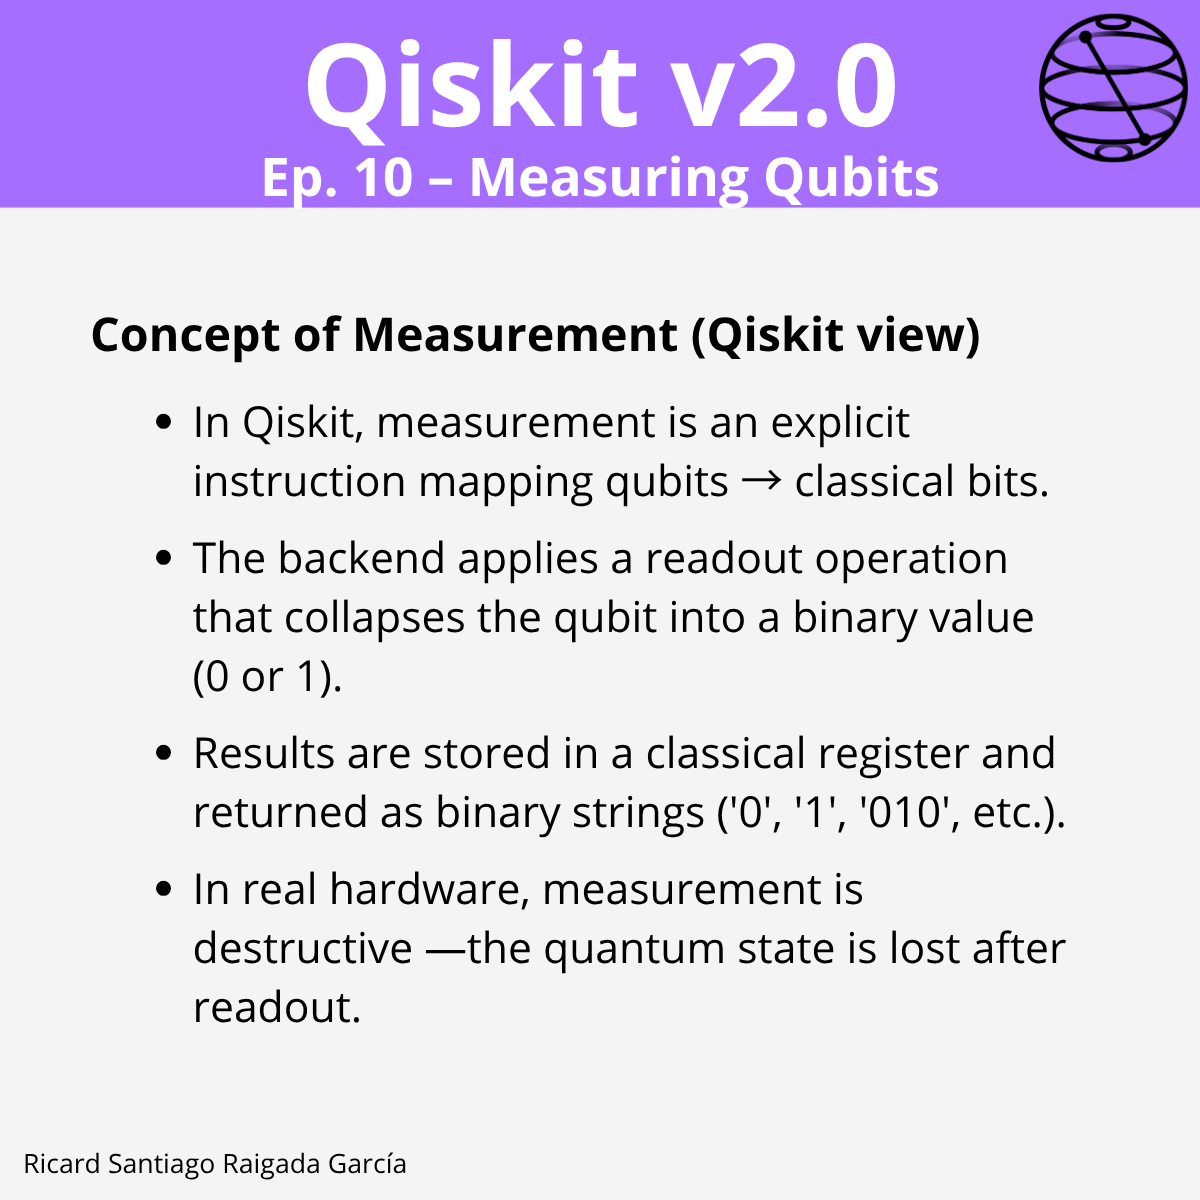 Qiskit v2.0
Ep. 10 – Measuring Qubits
Concept of Measurement (Qiskit view)
• In Qiskit, measurement is an explicit
instruction mapping qubits → classical bits.
• The backend applies a readout operation
that collapses the qubit into a binary value
(0 or 1).
• Results are stored in a classical register and
returned as binary strings ('0', '1', '010', etc.).
• In real hardware, measurement is
destructive —the quantum state is lost after
readout.
Ricard Santiago Raigada García